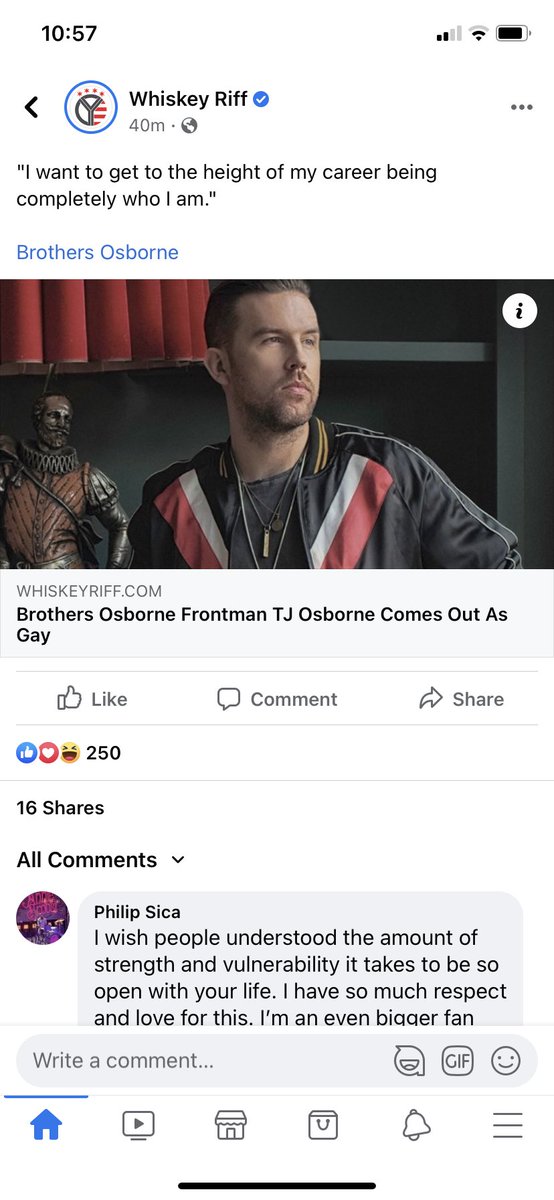 10:57
Whiskey Riff
40m ·
"I want to get to the height of my career being
completely who I am."
Brothers Osborne
WHISKEYRIFF.COM
Brothers Osborne Frontman TJ Osborne Comes Out As
Gay
Like
Comment
Share
250
16 Shares
All Comments
Philip Sica
I wish people understood the amount of
strength and vulnerability it takes to be so
open with your life. I have so much respect
and love for this. I'm an even bigger fan
Write a comment...
GIF